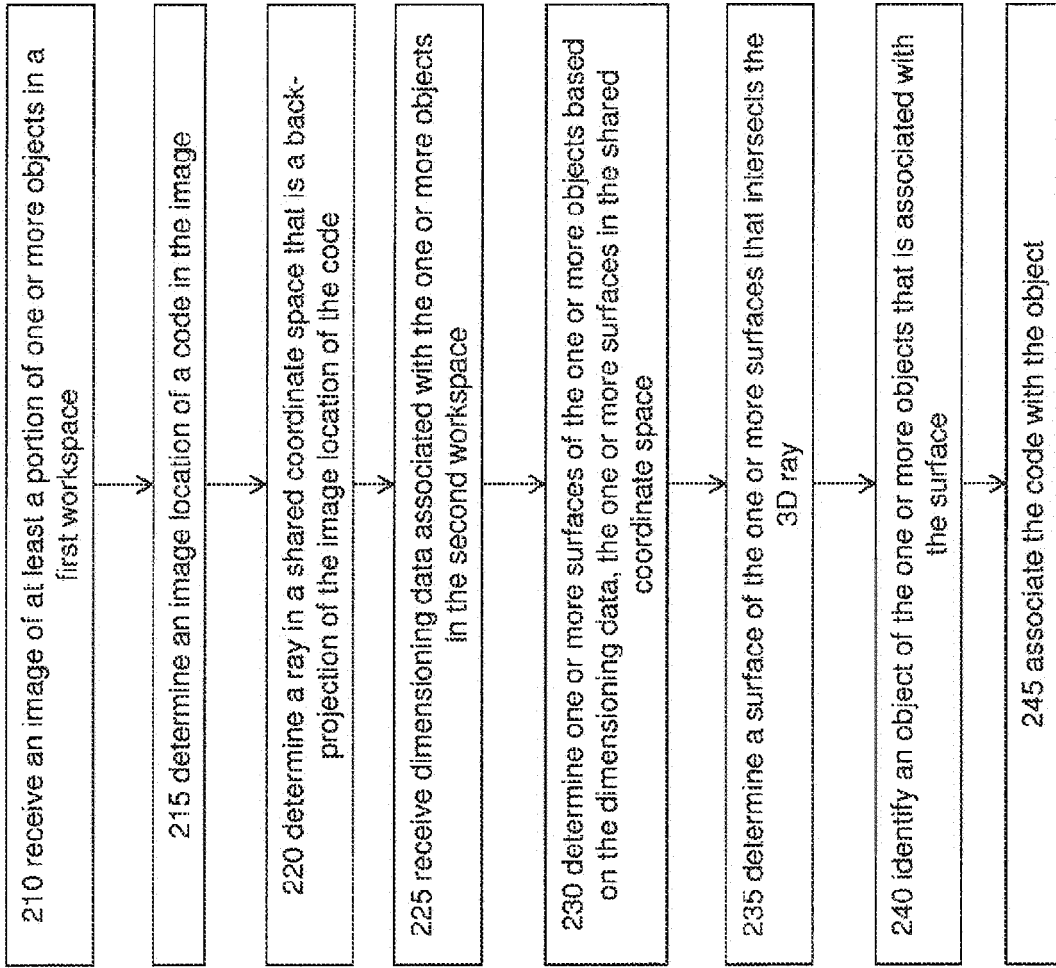 210 receive an image of at least a portion of one or more objects in a
first workspace
215 determine an image location of a code in the image
220 determine a ray in a shared coordinate space that is a back-
projection of the image location of the code
225 receive dimensioning data associated with the one or more objects
in the second workspace
230 determine one or more surfaces of the one or more objects based
on the dimensioning data, the one or more surfaces in the shared
coordinate space
235 determine a surface of the one or more surfaces that intersects the
3D ray
240 identify an object of the one or more objects that is associated with
the surface
245 associate the code with the object